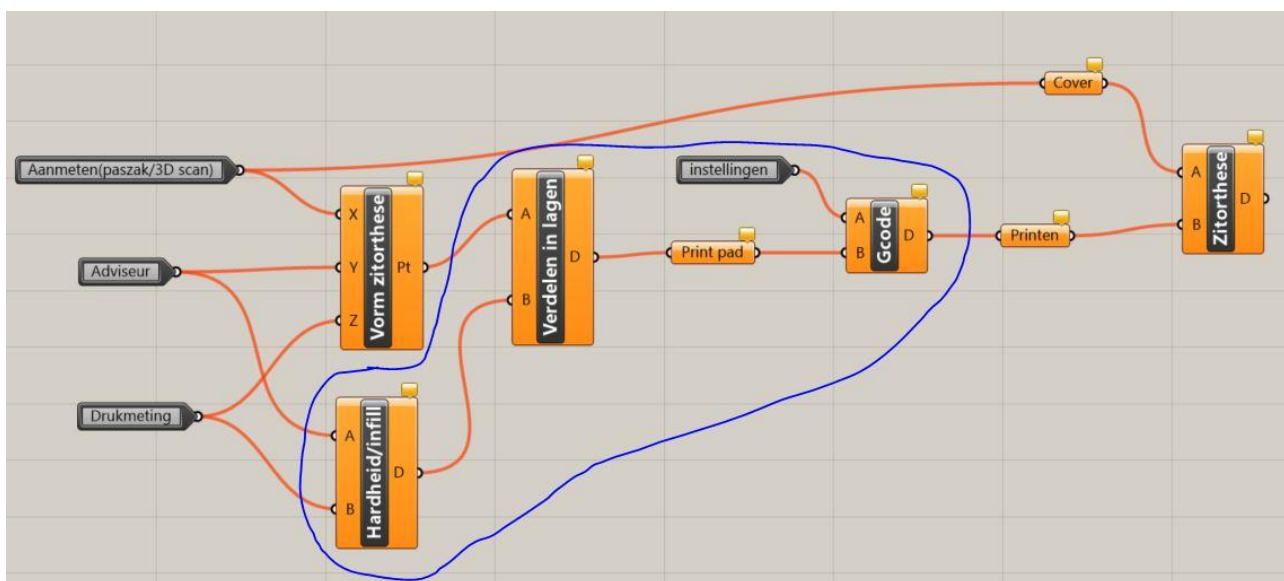 Cover
Aanmeten(paszak/3D scan)
instellingen
A
B
D
Zitorthese
X
Y
Z
Pt
Vorm zitorthese
A
B
D
Verdelen in lagen
Print pad
A
B
D
Gcode
Printen
Adviseur
Drukmeting
A
B
D
Hardheid/infill